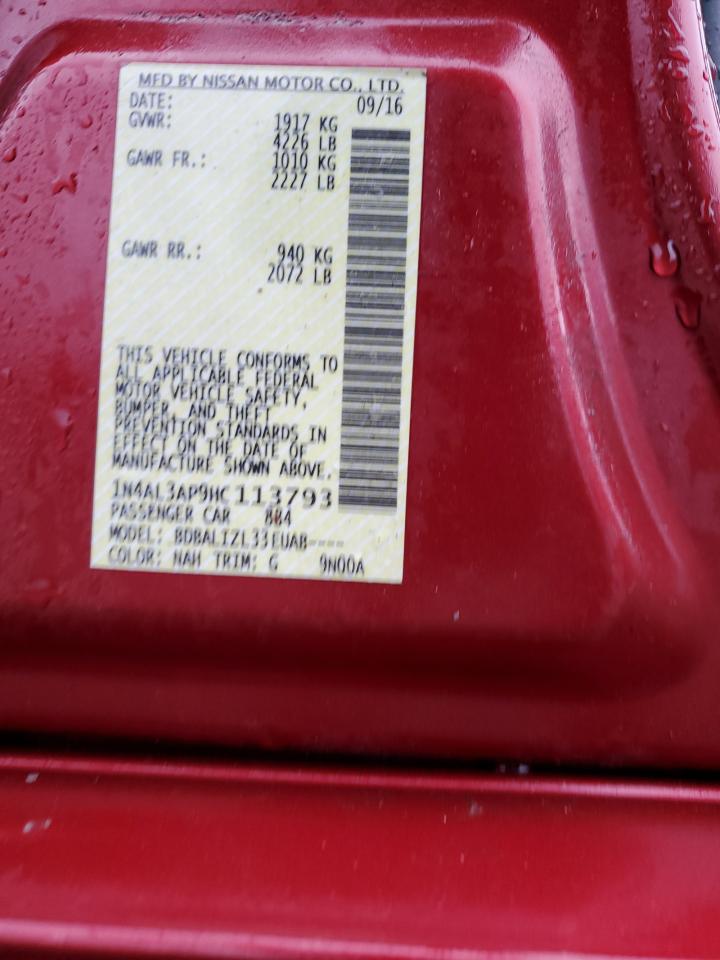 MFD BY NISSAN MOTOR CO., LTD.
DATE: 09/16
GVWR: 1917 KG
4226 LB
GAWR FR.: 1010 KG
2227 LB
GAWR RR.: 940 KG
2072 LB
THIS VEHICLE CONFORMS TO
ALL APPLICABLE FEDERAL
MOTOR VEHICLE SAFETY,
BUMPER, AND THEFT
PREVENTION STANDARDS IN
EFFECT ON THE DATE OF
MANUFACTURE SHOWN ABOVE.
1N4AL3AP9HC113793
PASSENGER CAR 884
MODEL: BDBALIZL33EUAB----
COLOR: NAH TRIM: G 9N00A